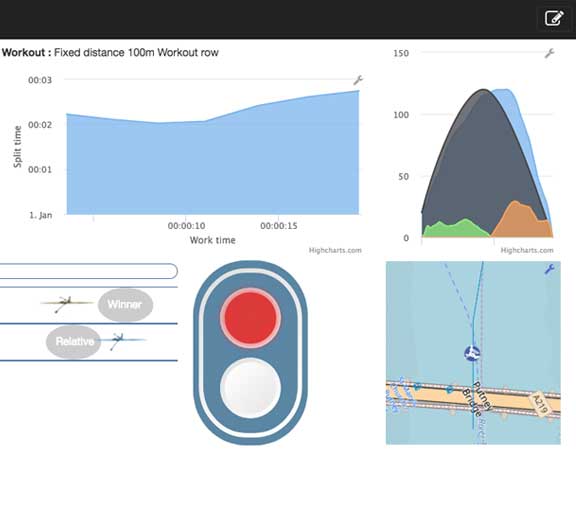 Workout : Fixed distance 100m Workout row
00:03
00:02
00:01
1. Jan
Split time
00:00:10
00:00:15
Work time
Highcharts.com
150
100
50
0
Highcharts.com
Winner
Relative
Putney
Bridge
A219